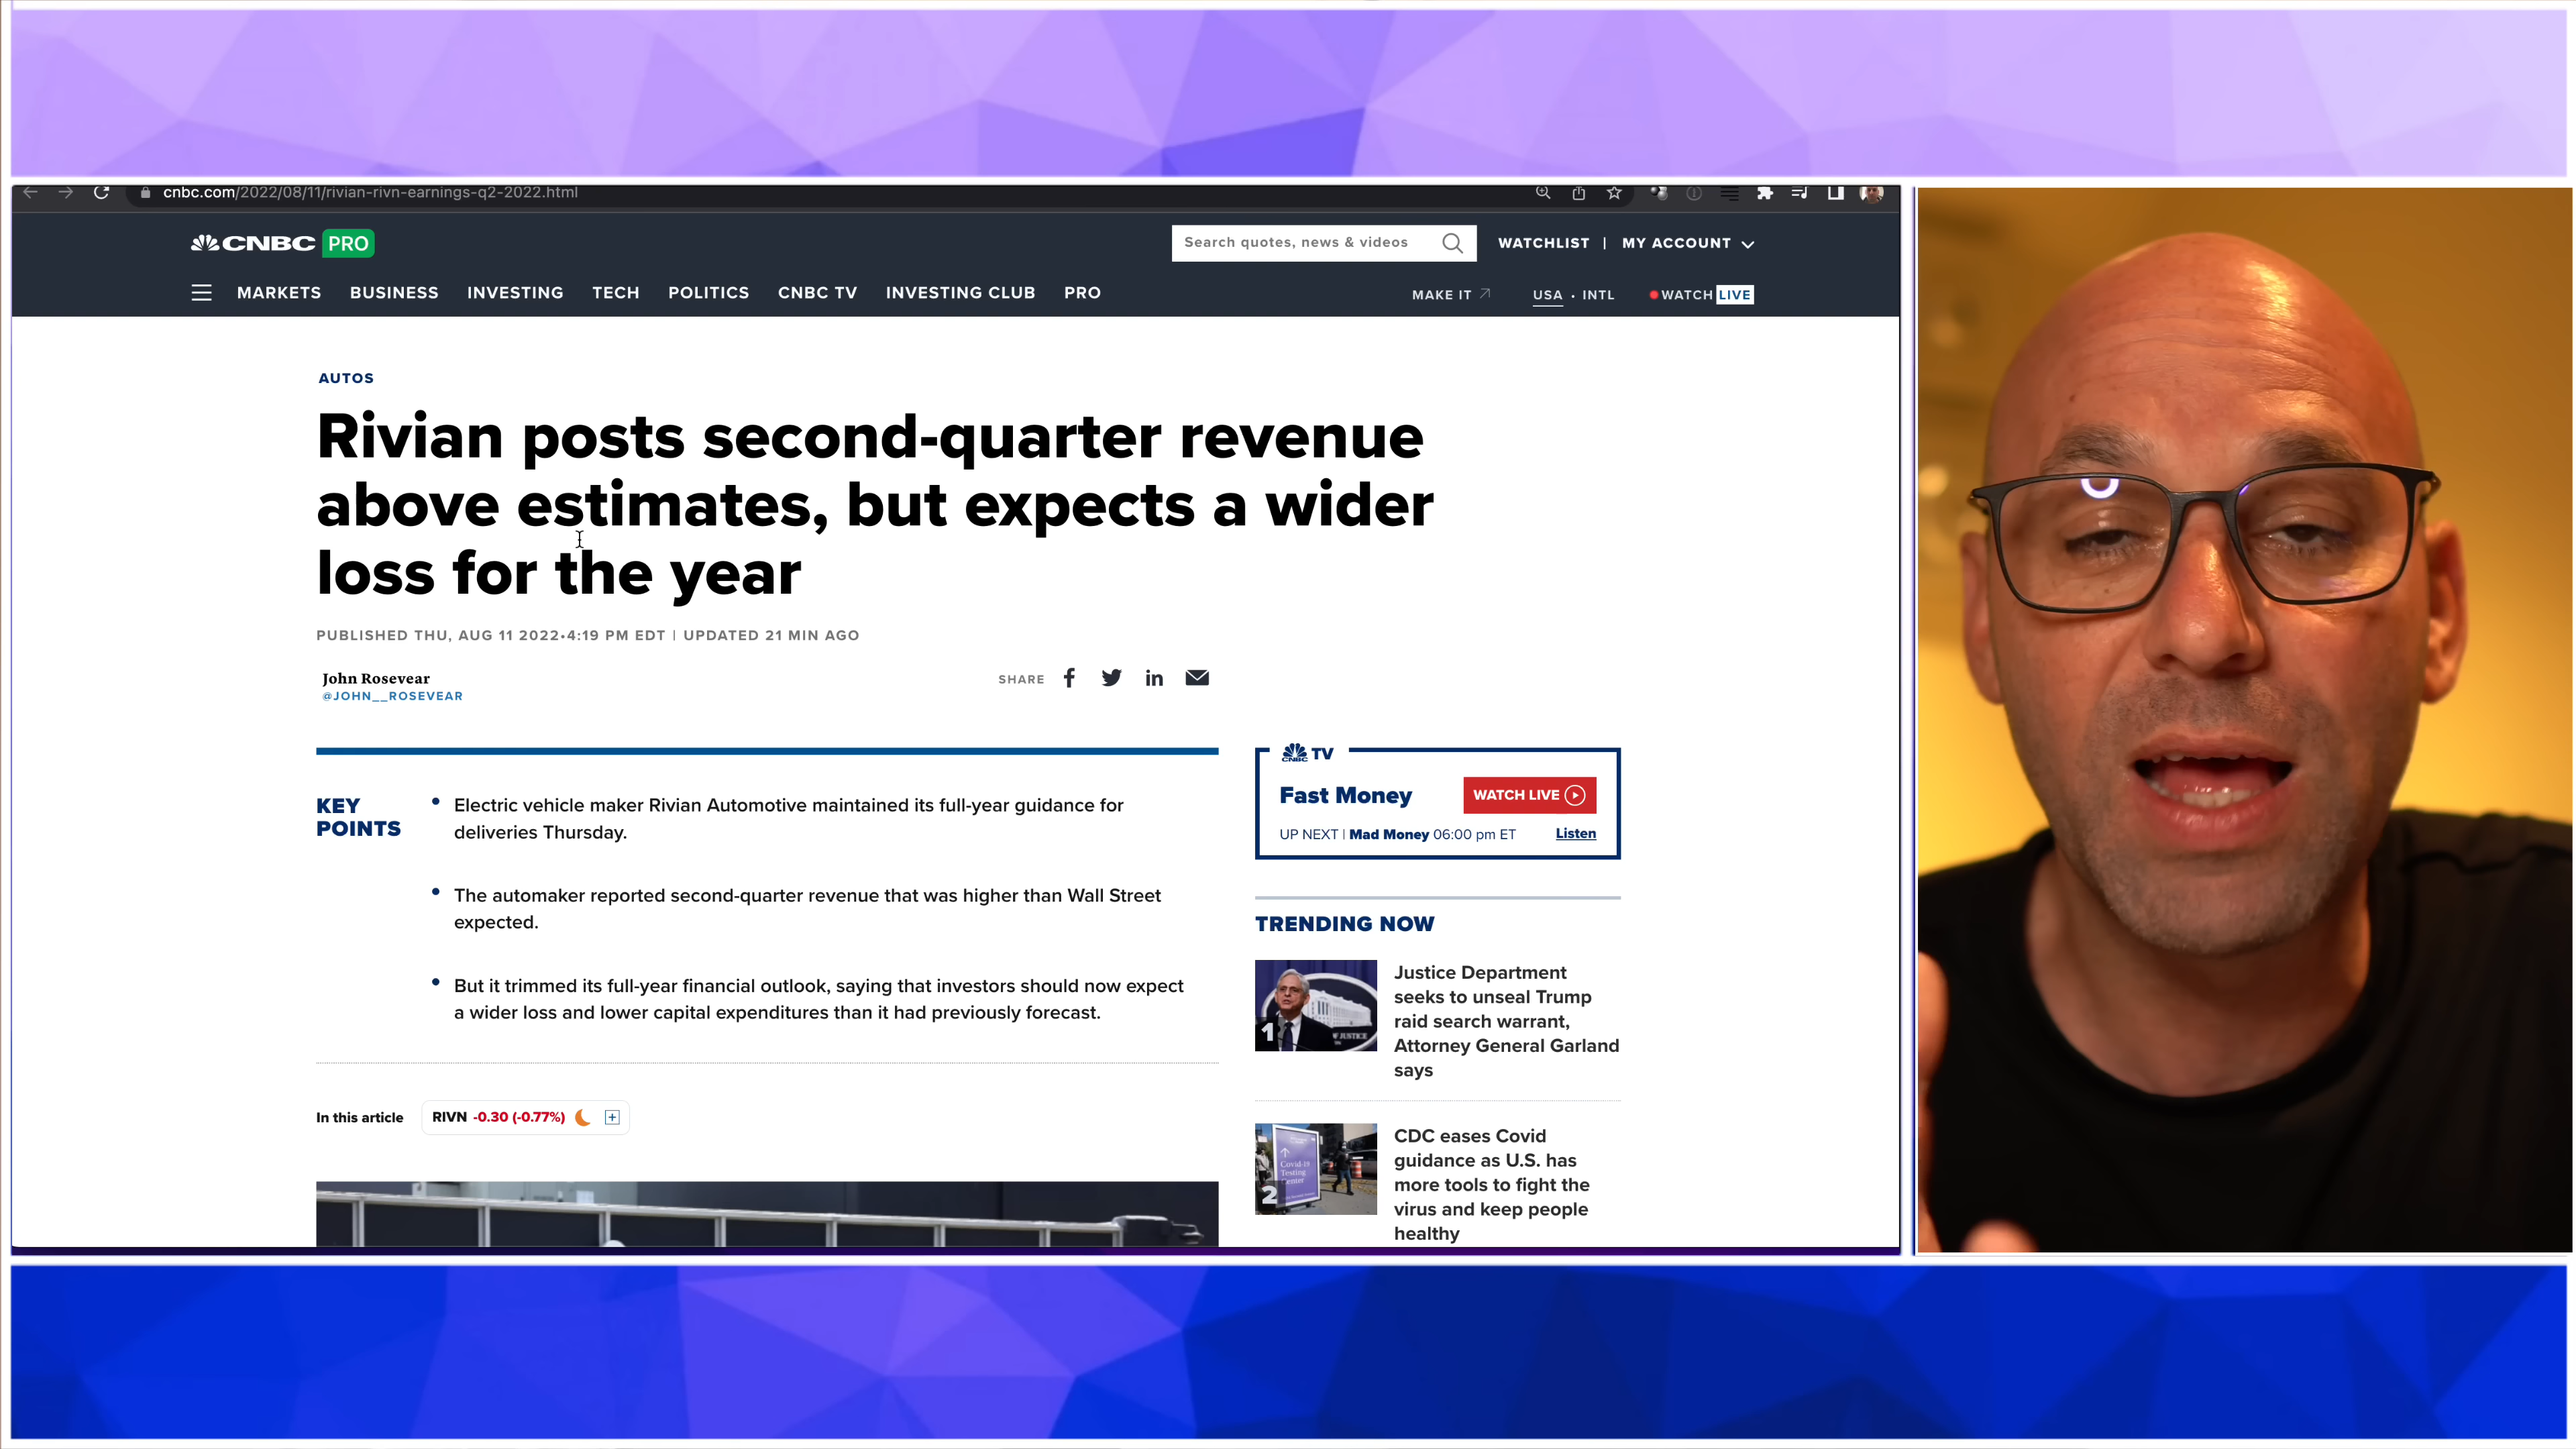 cnbc.com/2022/08/11/rivian-rivn-earnings-q2-2022.html
CNBC PRO
Search quotes, news & videos
WATCHLIST | MY ACCOUNT
MARKETS BUSINESS INVESTING TECH POLITICS CNBC TV INVESTING CLUB PRO
MAKE IT USA • INTL WATCH LIVE
AUTOS
Rivian posts second-quarter revenue
above estimates, but expects a wider
loss for the year
PUBLISHED THU, AUG 11 2022•4:19 PM EDT | UPDATED 21 MIN AGO
John Rosevear
@JOHN__ROSEVEAR
SHARE
KEY
POINTS
• Electric vehicle maker Rivian Automotive maintained its full-year guidance for
deliveries Thursday.
• The automaker reported second-quarter revenue that was higher than Wall Street
expected.
• But it trimmed its full-year financial outlook, saying that investors should now expect
a wider loss and lower capital expenditures than it had previously forecast.
In this article
RIVN -0.30 (-0.77%)
CNBC TV
Fast Money
WATCH LIVE
UP NEXT | Mad Money 06:00 pm ET
Listen
TRENDING NOW
1
Justice Department
seeks to unseal Trump
raid search warrant,
Attorney General Garland
says
OF JUSTICE
2
Covid-19
Testing
Center
CDC eases Covid
guidance as U.S. has
more tools to fight the
virus and keep people
healthy